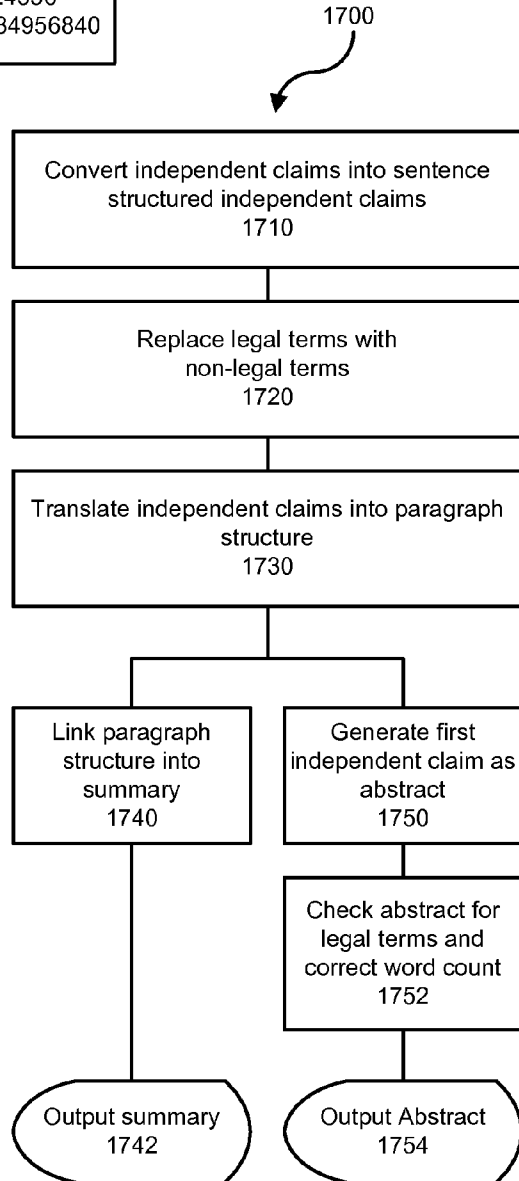 34956840
1700
Convert independent claims into sentence
structured independent claims
1710
Replace legal terms with
non-legal terms
1720
Translate independent claims into paragraph
structure
1730
Link paragraph
structure into
summary
1740
Generate first
independent claim as
abstract
1750
Check abstract for
legal terms and
correct word count
1752
Output summary
1742
Output Abstract
1754